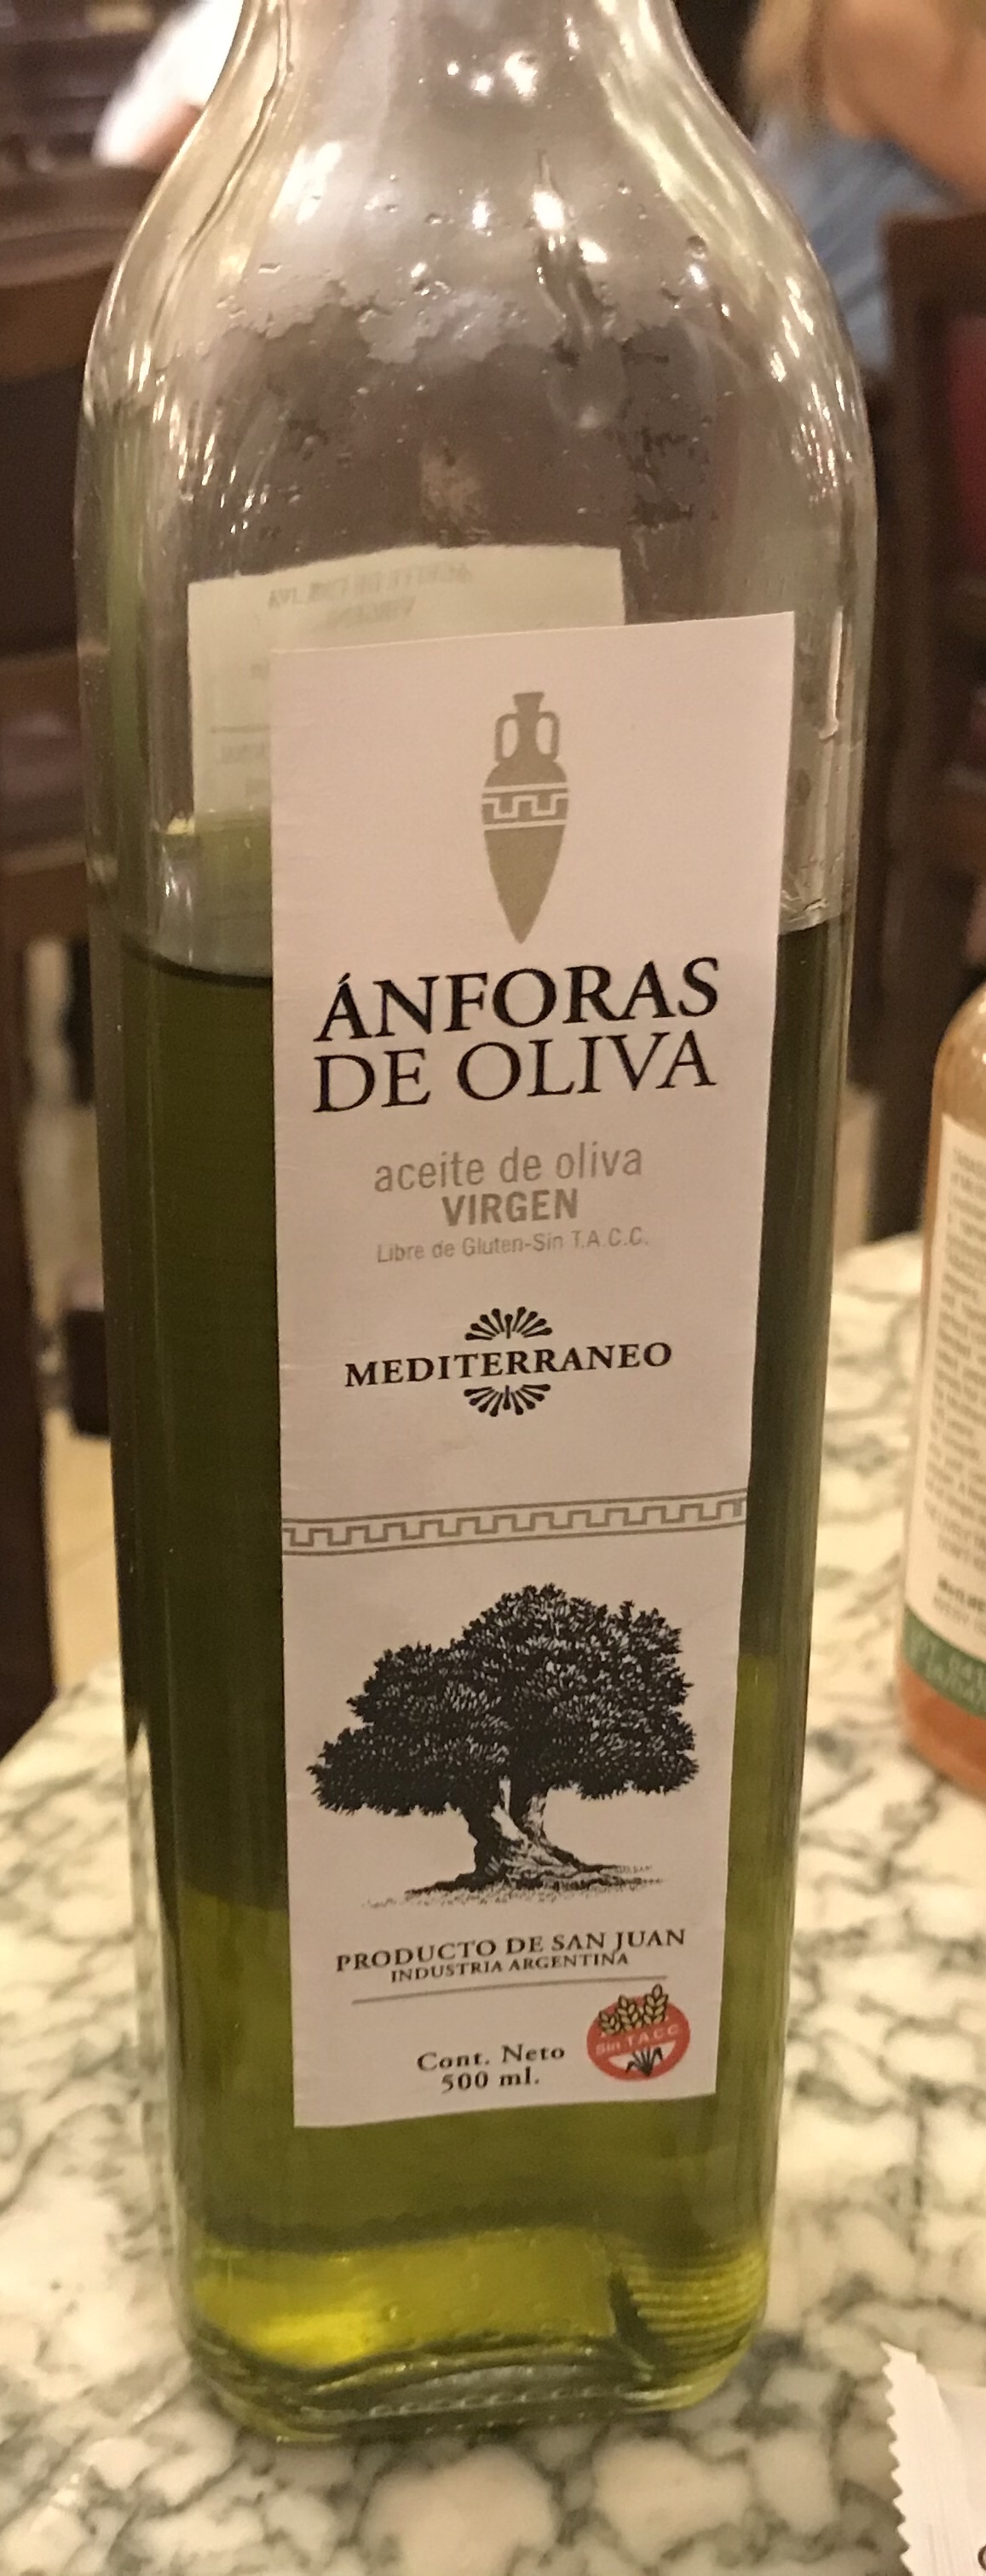 ÁNFORAS
DE OLIVA
aceite de oliva
VIRGEN
Libre de Gluten-Sin T.A.C.C.
MEDITERRANEO
PRODUCTO DE SAN JUAN
INDUSTRIA ARGENTINA
Sin T.A.C.C.
Cont. Neto
500 ml.